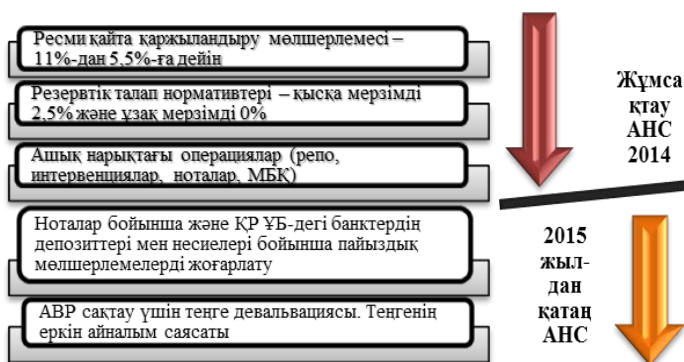 Ресми қайта қаржыландыру мөлшерлемесі –
11%-дан 5,5%-ға дейін
Резервтік талап нормативтері – қысқа мерзімді
2,5% және ұзақ мерзімді 0%
Ашық нарықтағы операциялар (репо,
интервенциялар, ноталар, МБҚ)
Ноталар бойынша және ҚР ҰБ-дегі банктердің
депозиттері мен несиелері бойынша пайыздық
мөлшерлемелерді жоғарлату
АВР сақтау үшін теңге девальвациясы. Теңгенің
еркін айналым саясаты
Жұмса
қтау
АНС
2014
2015
жыл-
дан
қатаң
АНС